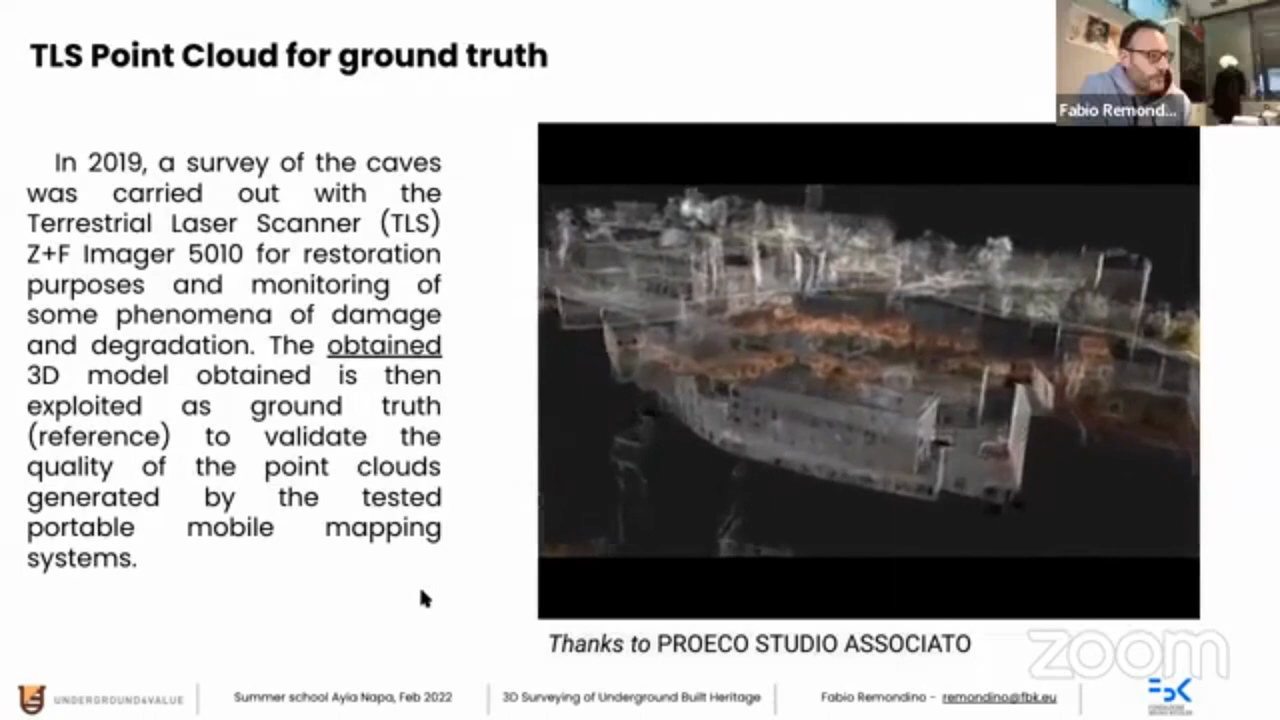 TLS Point Cloud for ground truth
Fabio Remond...
In 2019, a survey of the caves
was carried out with the
Terrestrial Laser Scanner (TLS)
Z+F Imager 5010 for restoration
purposes and monitoring of
some phenomena of damage
and degradation. The obtained
3D model obtained is then
exploited as ground truth
(reference) to validate the
quality of the point clouds
generated by the tested
portable mobile mapping
systems.
Thanks to PROECO STUDIO ASSOCIATO
zoom
UNDERGROUND4VALUE
Summer school Ayia Napa, Feb 2022
3D Surveying of Underground Built Heritage
Fabio Remondino - remondino@fbk.eu
FBK
FONDAZIONE
BRUNO KESSLER